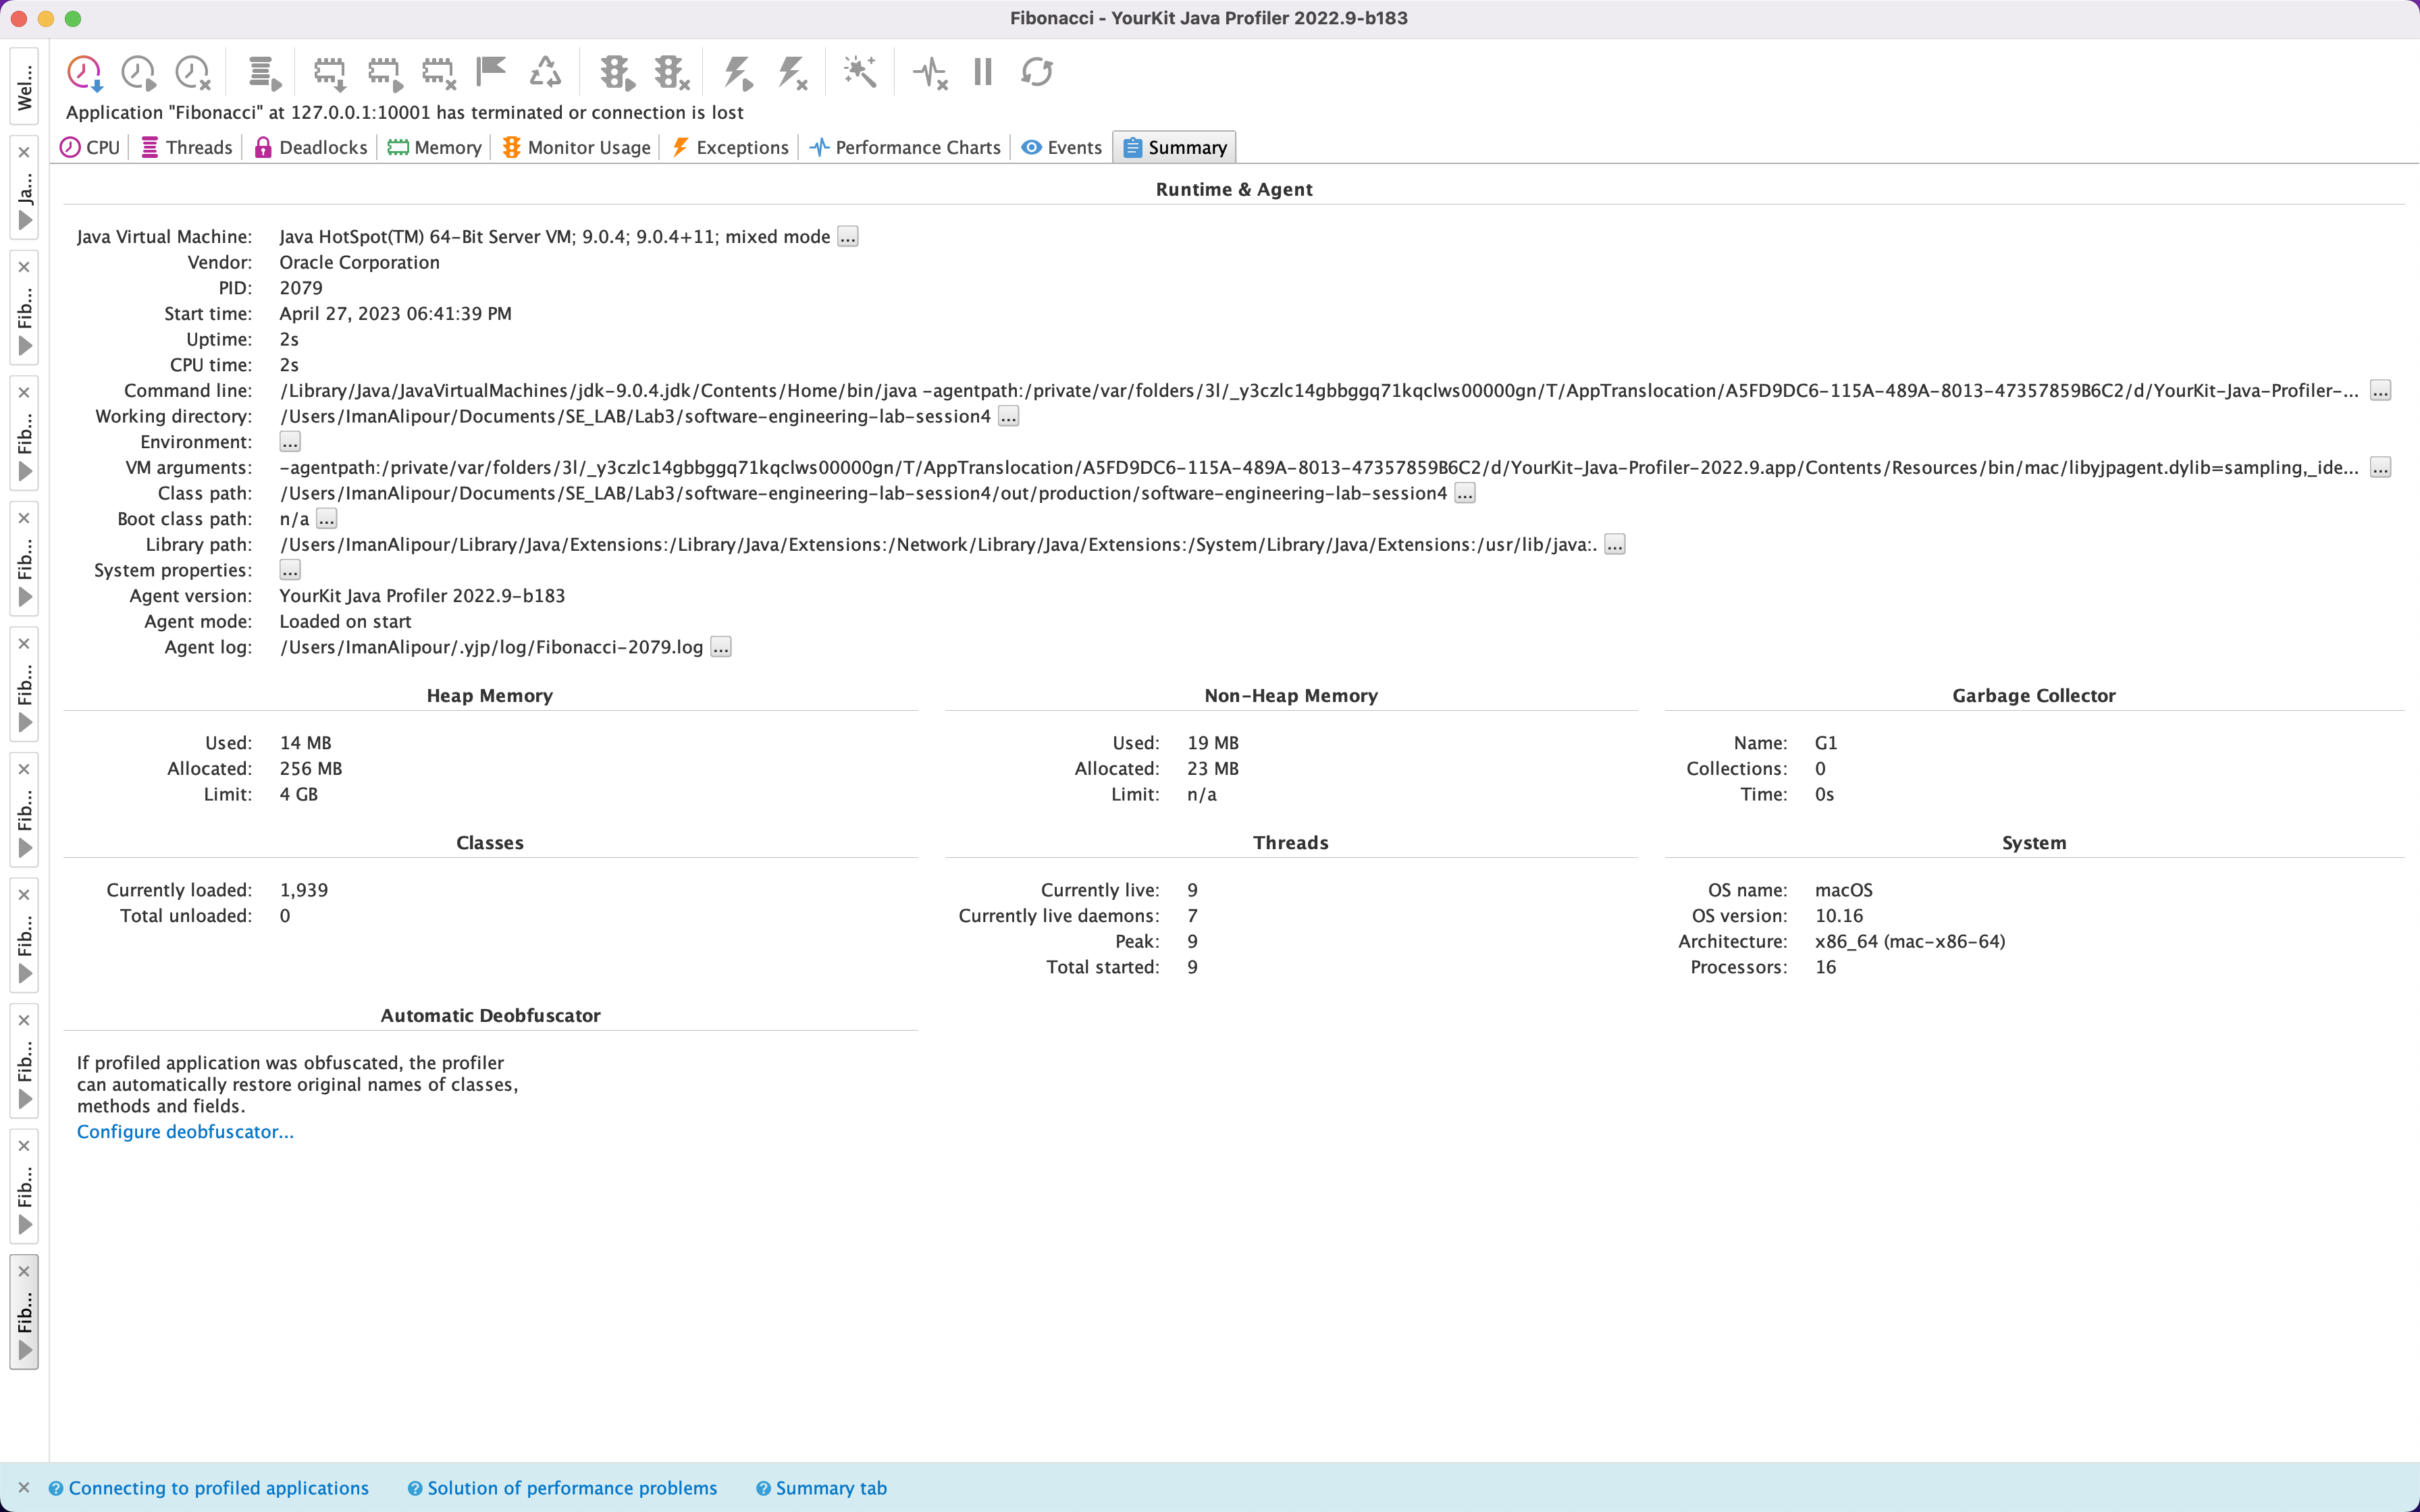 Fibonacci - YourKit Java Profiler 2022.9-b183
Application "Fibonacci" at 127.0.0.1:10001 has terminated or connection is lost
CPU Threads Deadlocks Memory Monitor Usage Exceptions Performance Charts Events Summary
Wel...
Ja...
Fib...
Fib...
Fib...
Fib...
Fib...
Fib...
Fib...
Fib...
Fib...
Runtime & Agent
Java Virtual Machine: Java HotSpot(TM) 64-Bit Server VM; 9.0.4; 9.0.4+11; mixed mode ...
Vendor: Oracle Corporation
PID: 2079
Start time: April 27, 2023 06:41:39 PM
Uptime: 2s
CPU time: 2s
Command line: /Library/Java/JavaVirtualMachines/jdk-9.0.4.jdk/Contents/Home/bin/java -agentpath:/private/var/folders/3l/_y3czlc14gbbggq71kqclws00000gn/T/AppTranslocation/A5FD9DC6-115A-489A-8013-47357859B6C2/d/YourKit-Java-Profiler-... ...
Working directory: /Users/ImanAlipour/Documents/SE_LAB/Lab3/software-engineering-lab-session4 ...
Environment: ...
VM arguments: -agentpath:/private/var/folders/3l/_y3czlc14gbbggq71kqclws00000gn/T/AppTranslocation/A5FD9DC6-115A-489A-8013-47357859B6C2/d/YourKit-Java-Profiler-2022.9.app/Contents/Resources/bin/mac/libyjpagent.dylib=sampling,_ide... ...
Class path: /Users/ImanAlipour/Documents/SE_LAB/Lab3/software-engineering-lab-session4/out/production/software-engineering-lab-session4 ...
Boot class path: n/a ...
Library path: /Users/ImanAlipour/Library/Java/Extensions:/Library/Java/Extensions:/Network/Library/Java/Extensions:/System/Library/Java/Extensions:/usr/lib/java:. ...
System properties: ...
Agent version: YourKit Java Profiler 2022.9-b183
Agent mode: Loaded on start
Agent log: /Users/ImanAlipour/.yjp/log/Fibonacci-2079.log ...
Heap Memory
Used: 14 MB
Allocated: 256 MB
Limit: 4 GB
Non-Heap Memory
Used: 19 MB
Allocated: 23 MB
Limit: n/a
Garbage Collector
Name: G1
Collections: 0
Time: 0s
Classes
Currently loaded: 1,939
Total unloaded: 0
Threads
Currently live: 9
Currently live daemons: 7
Peak: 9
Total started: 9
System
OS name: macOS
OS version: 10.16
Architecture: x86_64 (mac-x86-64)
Processors: 16
Automatic Deobfuscator
If profiled application was obfuscated, the profiler
can automatically restore original names of classes,
methods and fields.
Configure deobfuscator...
Connecting to profiled applications Solution of performance problems Summary tab